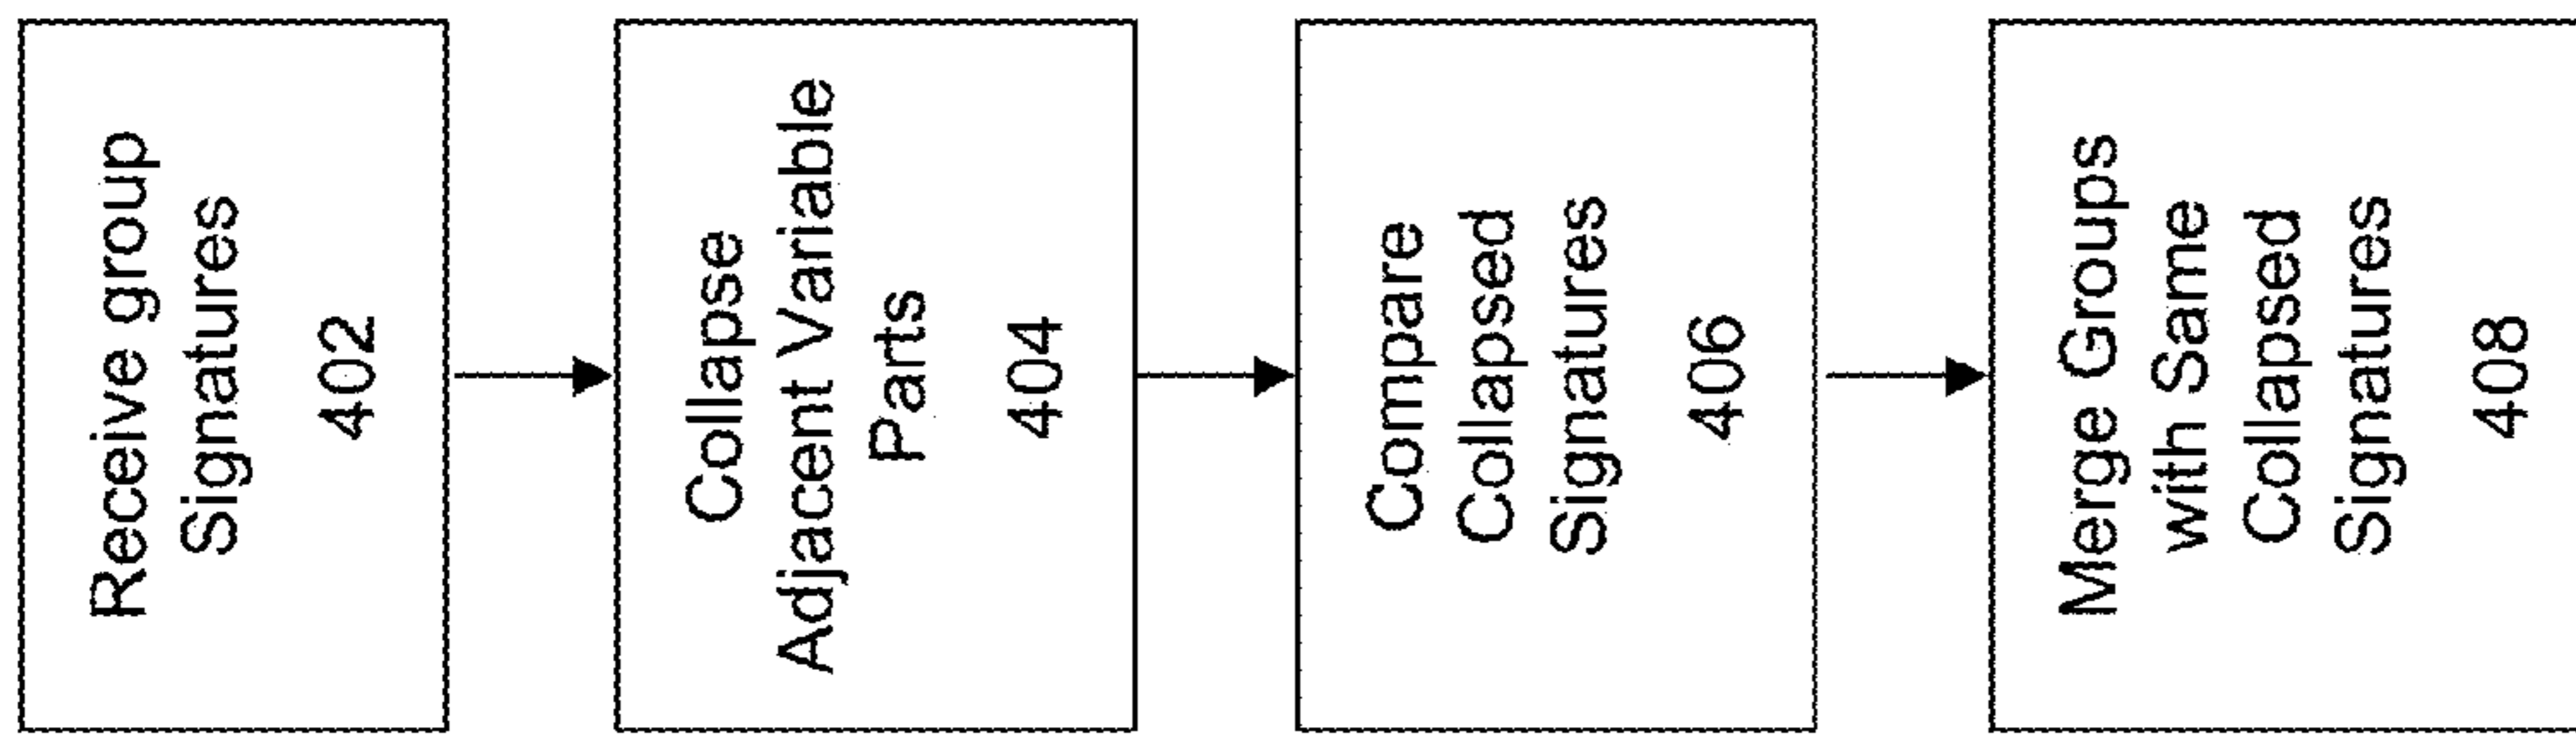 Receive group
Signatures
402
Collapse
Adjacent Variable
Parts
404
Compare
Collapsed
Signatures
406
Merge Groups
with Same
Collapsed
Signatures
408